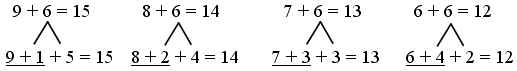 9 + 6 = 15 8 + 6 = 14 7 + 6 = 13 6 + 6 = 12
9 + 1 + 5 = 15 8 + 2 + 4 = 14 7 + 3 + 3 = 13 6 + 4 + 2 = 12